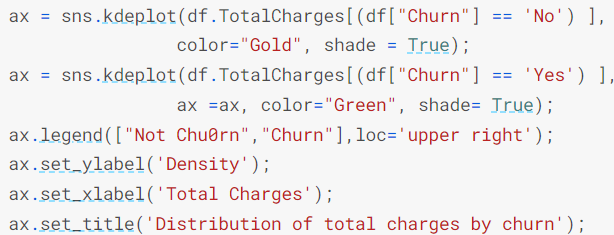 ax = sns.kdeplot(df.TotalCharges[(df["Churn"] == 'No') ],
color="Gold", shade = True);
ax = sns.kdeplot(df.TotalCharges[(df["Churn"] == 'Yes') ],
ax =ax, color="Green", shade= True);
ax.legend(["Not Chu0rn","Churn"],loc='upper right');
ax.set_ylabel('Density');
ax.set_xlabel('Total Charges');
ax.set_title('Distribution of total charges by churn');